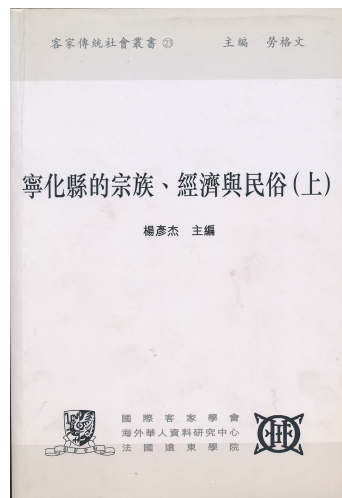 客家傳統社會叢書㉓ 主編 勞格文
寧化縣的宗族、經濟與民俗(上)
楊彥杰 主編
國際客家學會
海外華人資料研究中心
法國遠東學院